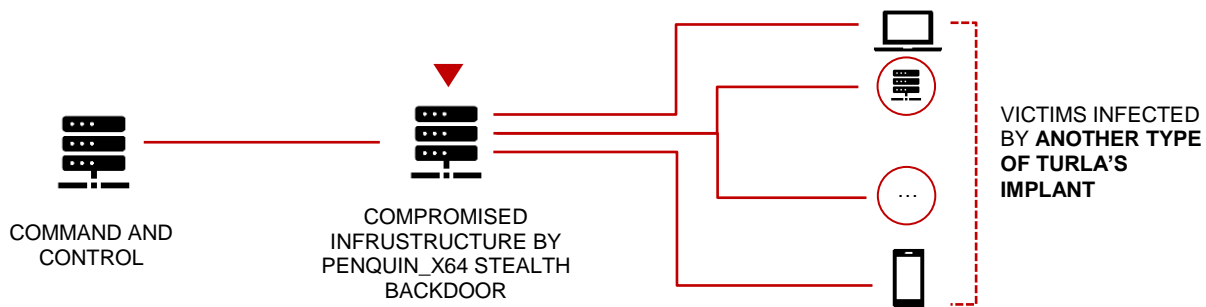 COMMAND AND
CONTROL
COMPROMISED
INFRUSTRUCTURE BY
PENQUIN_X64 STEALTH
BACKDOOR
...
VICTIMS INFECTED
BY ANOTHER TYPE
OF TURLA'S
IMPLANT